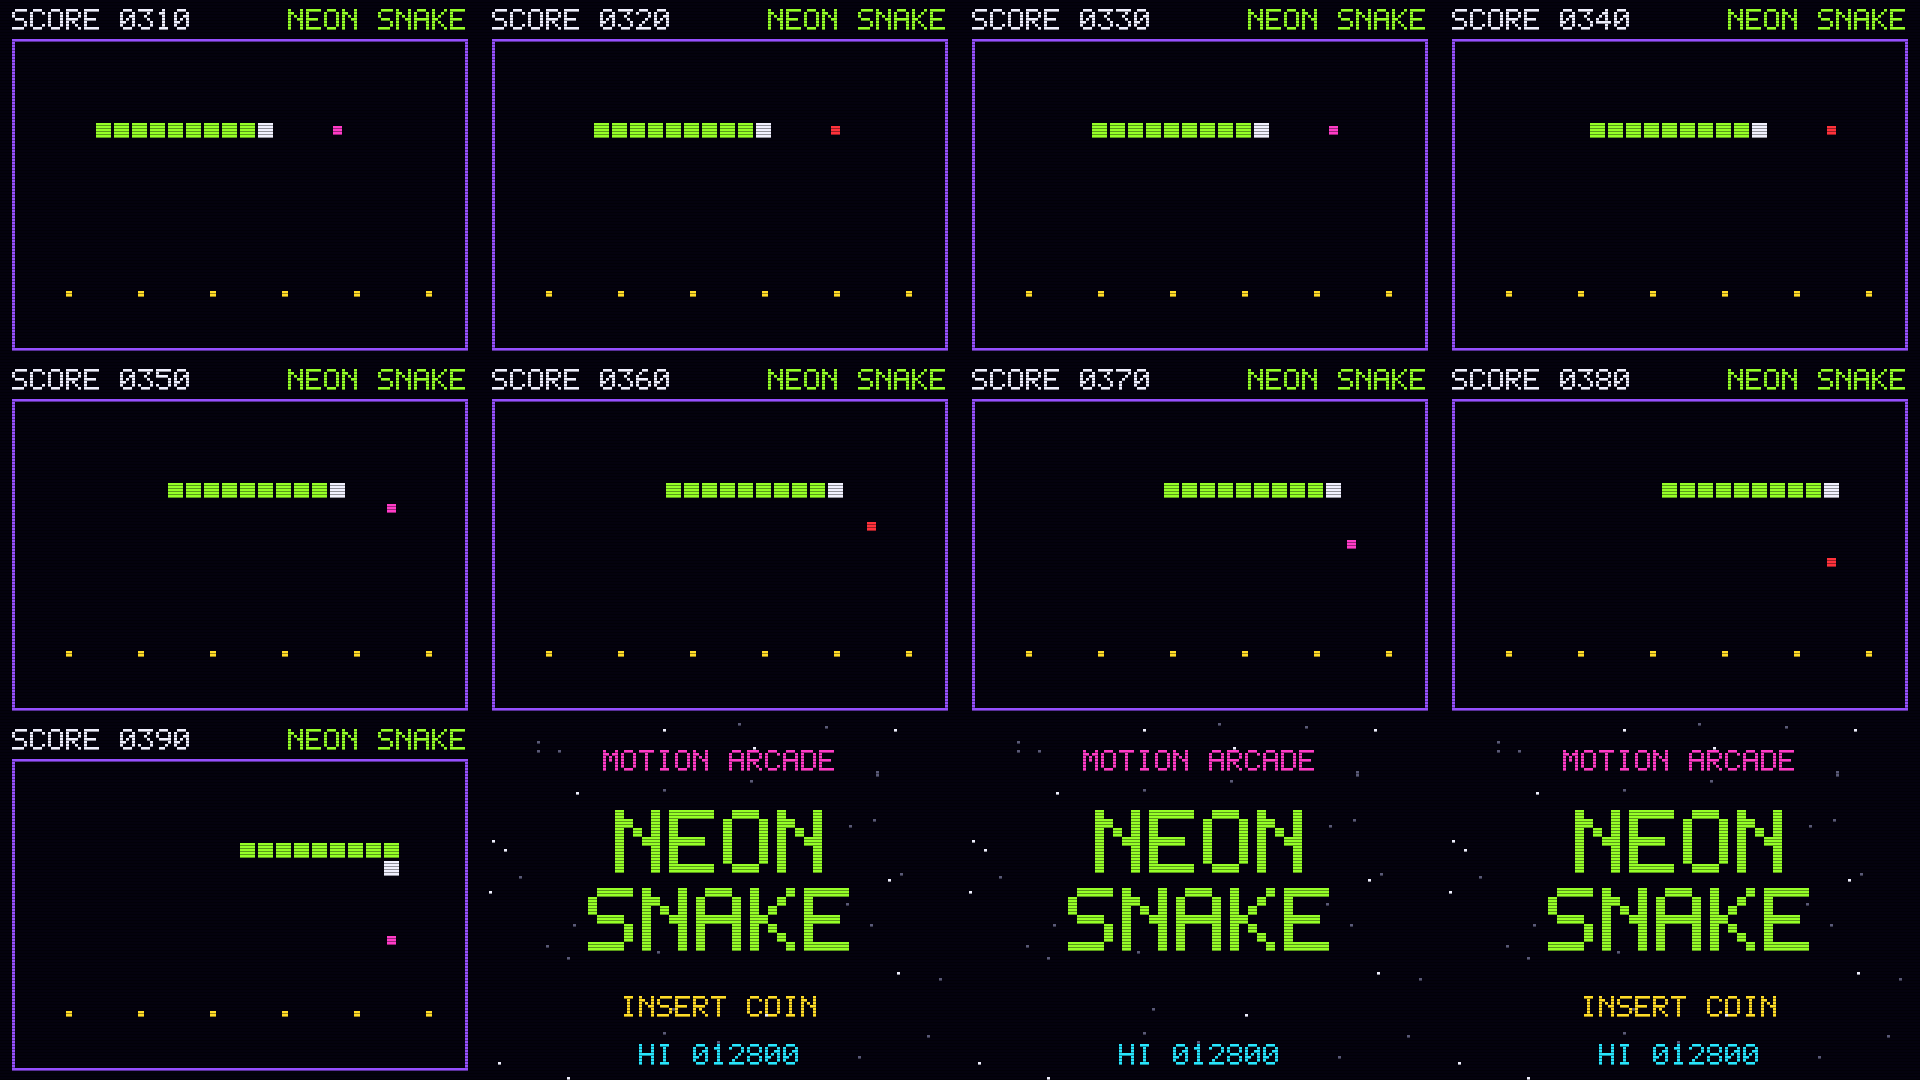 SCORE 0310 NEON SNAKE
SCORE 0320 NEON SNAKE
SCORE 0330 NEON SNAKE
SCORE 0340 NEON SNAKE
SCORE 0350 NEON SNAKE
SCORE 0360 NEON SNAKE
SCORE 0370 NEON SNAKE
SCORE 0380 NEON SNAKE
SCORE 0390 NEON SNAKE
MOTION ARCADE
NEON
SNAKE
INSERT COIN
HI 012800
MOTION ARCADE
NEON
SNAKE
HI 012800
MOTION ARCADE
NEON
SNAKE
INSERT COIN
HI 012800